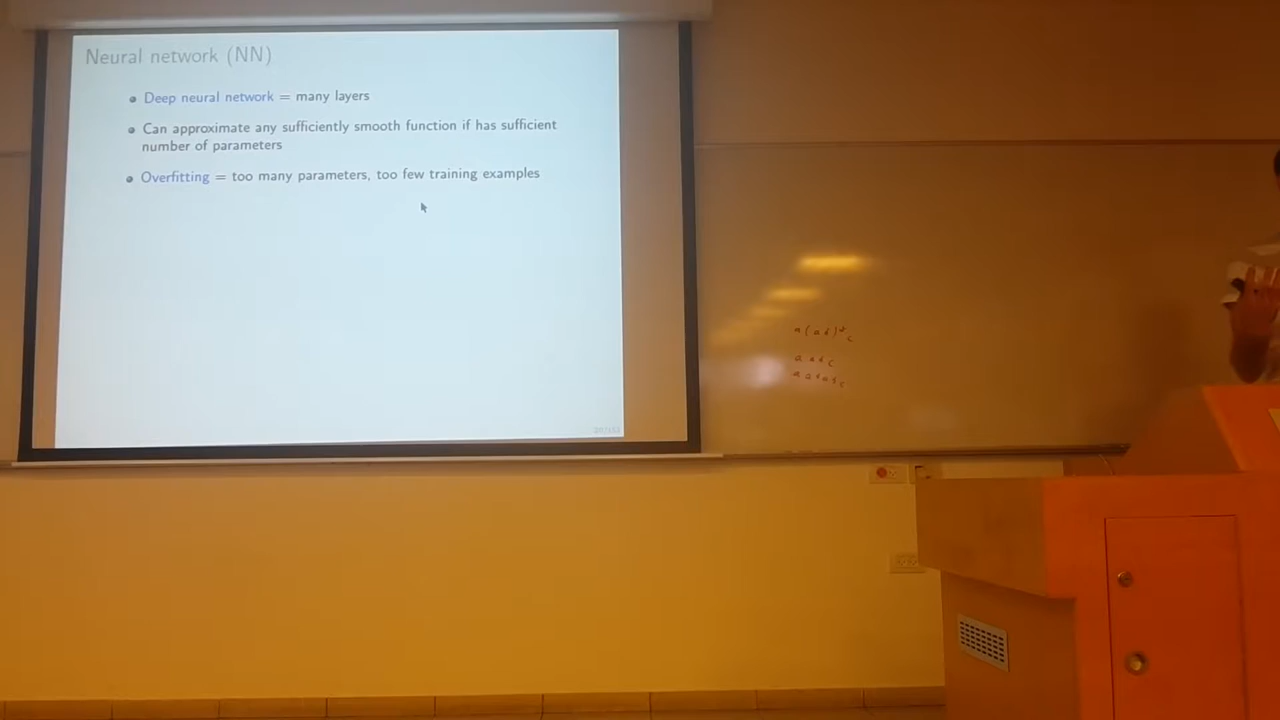 Neural network (NN)
Deep neural network = many layers
Can approximate any sufficiently smooth function if has sufficient
number of parameters
Overfitting = too many parameters, too few training examples